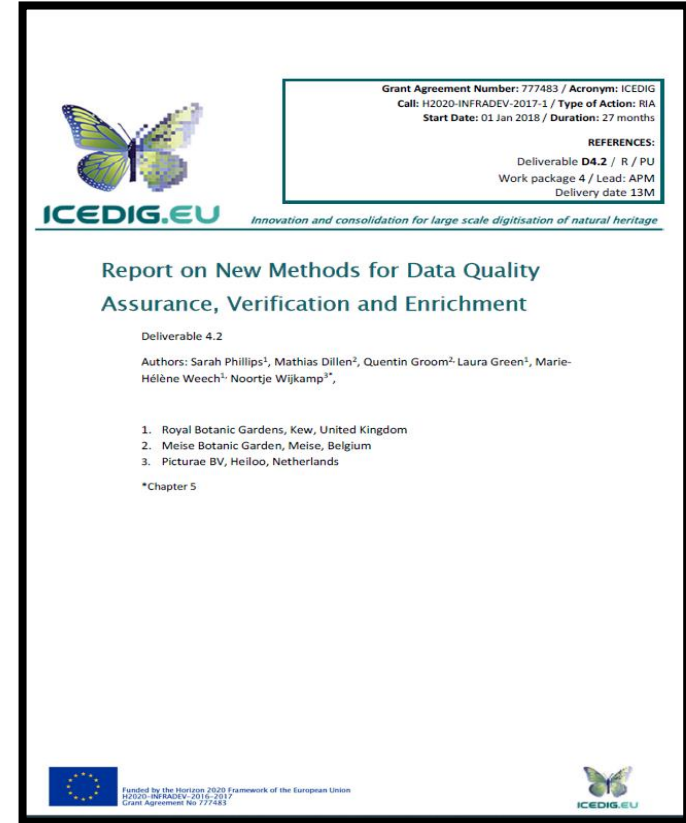 Grant Agreement Number: 777483 / Acronym: ICEDIG
Call: H2020-INFRADEV-2017-1 / Type of Action: RIA
Start Date: 01 Jan 2018 / Duration: 27 months
REFERENCES:
Deliverable D4.2 / R / PU
Work package 4 / Lead: APM
Delivery date 13M
ICEDIG.EU
Innovation and consolidation for large scale digitisation of natural heritage
Report on New Methods for Data Quality
Assurance, Verification and Enrichment
Deliverable 4.2
Authors: Sarah Phillips1, Mathias Dillen2, Quentin Groom2, Laura Green1, Marie-
Hélène Weech1, Noortje Wijkamp3*,
1. Royal Botanic Gardens, Kew, United Kingdom
2. Meise Botanic Garden, Meise, Belgium
3. Picturae BV, Heiloo, Netherlands
*Chapter 5
Funded by the Horizon 2020 Framework of the European Union
H2020-INFRADEV-2016-2017
Grant Agreement No 777483
ICEDIG.EU